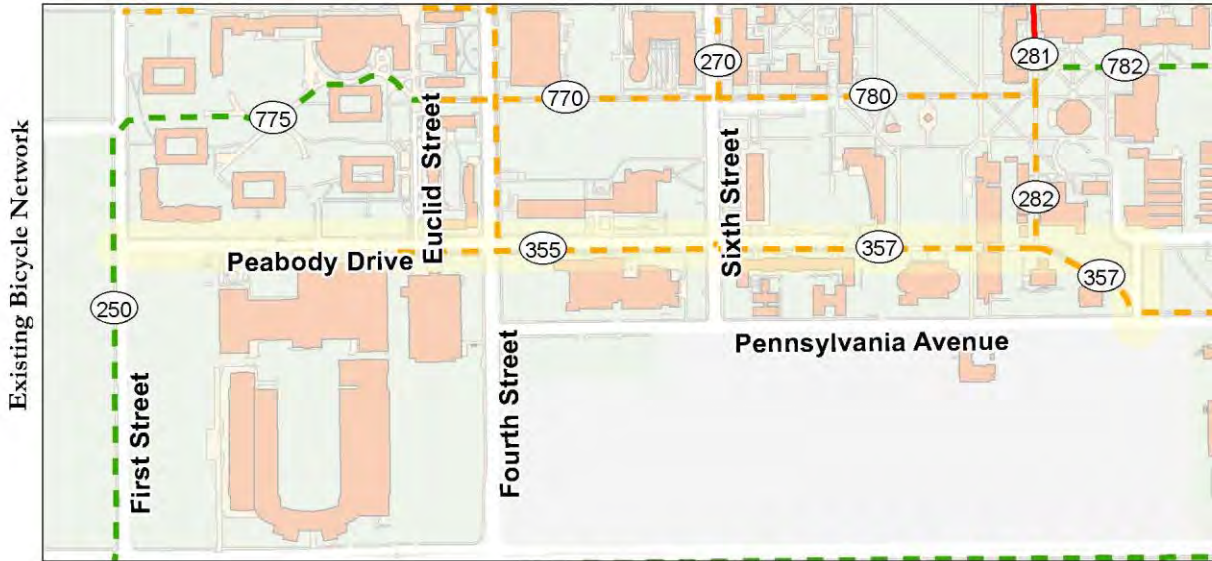 Existing Bicycle Network
270
281
782
770
780
775
Euclid Street
282
Sixth Street
Peabody Drive
355
357
357
250
Pennsylvania Avenue
First Street
Fourth Street